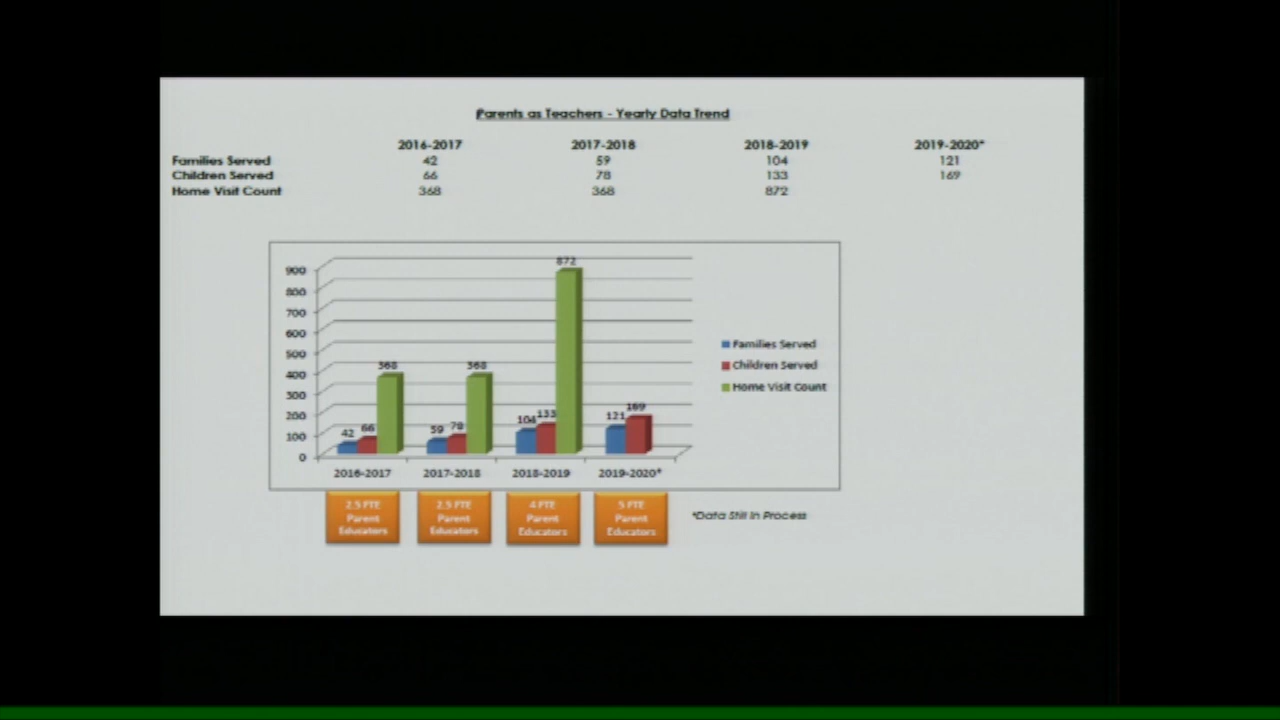 Parents as Teachers - Yearly Data Trend
2016-2017 2017-2018 2018-2019 2019-2020*
Families Served 42 59 104 121
Children Served 66 78 133 169
Home Visit Count 368 368 872
900
800
700
600
500
400
300
200
100
0
42 66 368
59 78 368
104 133 872
121 169
2016-2017 2017-2018 2018-2019 2019-2020*
Families Served
Children Served
Home Visit Count
2.5 FTE
Parent
Educators
2.5 FTE
Parent
Educators
4 FTE
Parent
Educators
5 FTE
Parent
Educators
*Data Still In Process